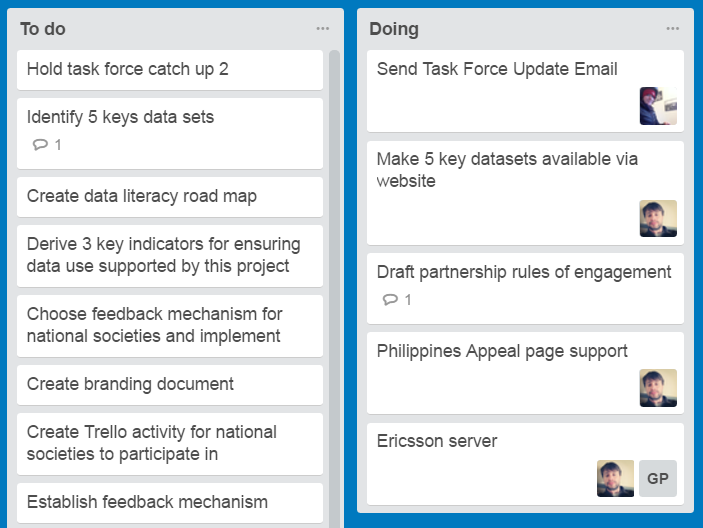 To do
Hold task force catch up 2
Identify 5 keys data sets
1
Create data literacy road map
Derive 3 key indicators for ensuring
data use supported by this project
Choose feedback mechanism for
national societies and implement
Create branding document
Create Trello activity for national
societies to participate in
Establish feedback mechanism
Doing
Send Task Force Update Email
Make 5 key datasets available via
website
Draft partnership rules of engagement
1
Philippines Appeal page support
Ericsson server
GP